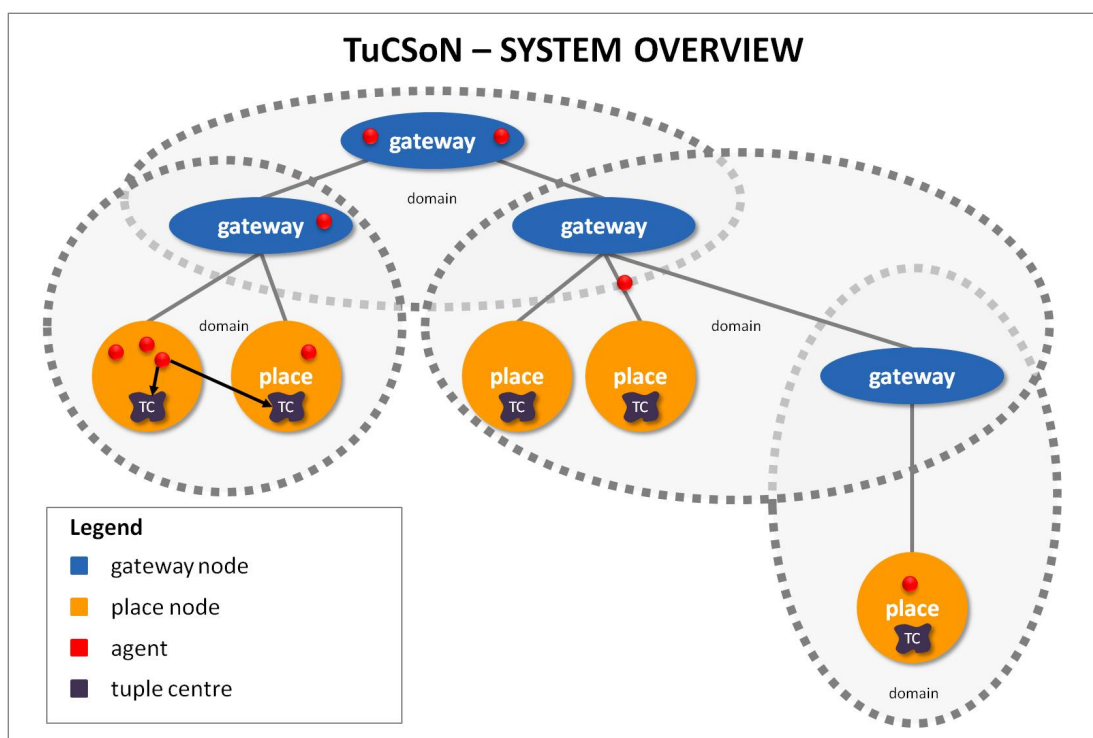 TuCSoN – SYSTEM OVERVIEW
gateway
domain
gateway
gateway
domain
domain
place
place
place
gateway
TC
TC
TC
TC
place
TC
domain
Legend
gateway node
place node
agent
tuple centre